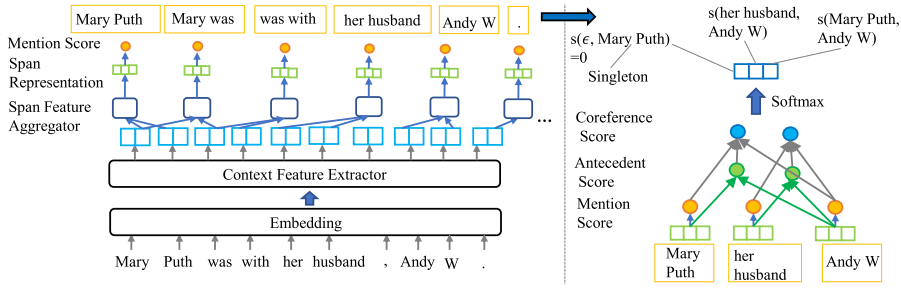 Mary Puth
Mary was
was with
her husband
Andy W
.
Mention Score
Span
Representation
Span Feature
Aggregator
...
Context Feature Extractor
Embedding
Mary Puth was with her husband , Andy W .
s(ϵ, Mary Puth)
=0
Singleton
s(her husband,
Andy W)
s(Mary Puth,
Andy W)
Softmax
Coreference
Score
Antecedent
Score
Mention
Score
Mary
Puth
her
husband
Andy W